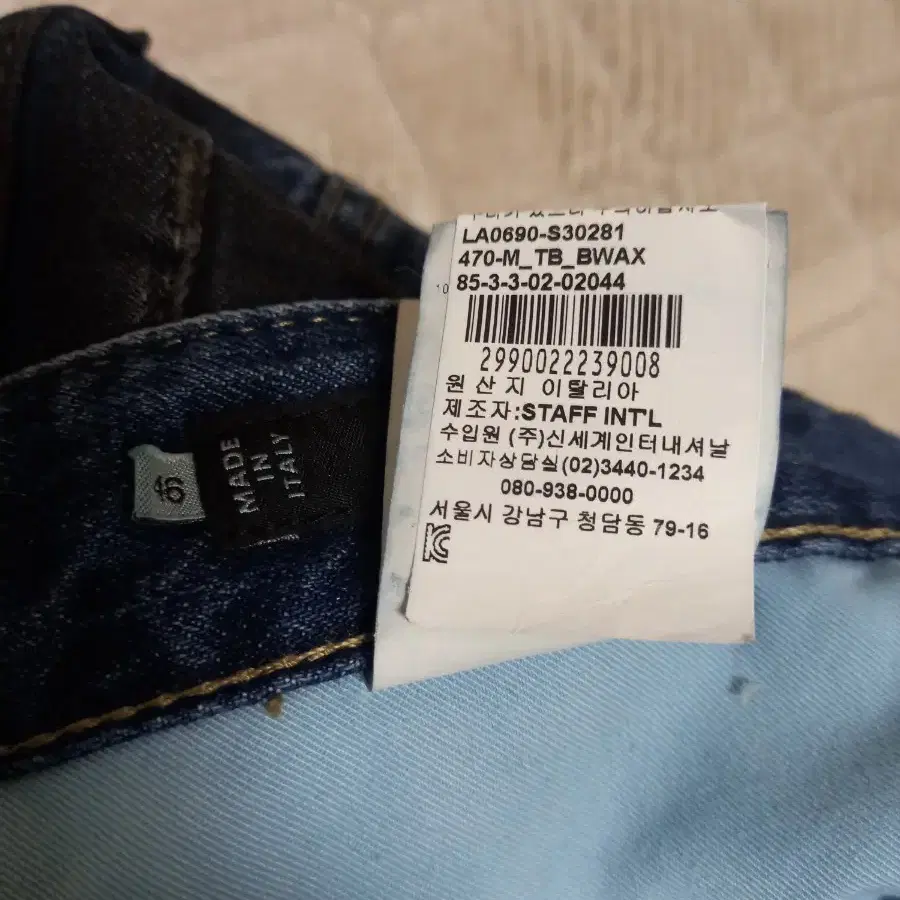 LA0690-S30281
470-M_TB_BWAX
85-3-3-02-02044
10
2990022239008
원 산 지 이탈리아
제조자:STAFF INT'L
수입원 (주)신세계인터내셔날
소비자상담실(02)3440-1234
080-938-0000
서울시 강남구 청담동 79-16
46
MADE
IN
ITALY